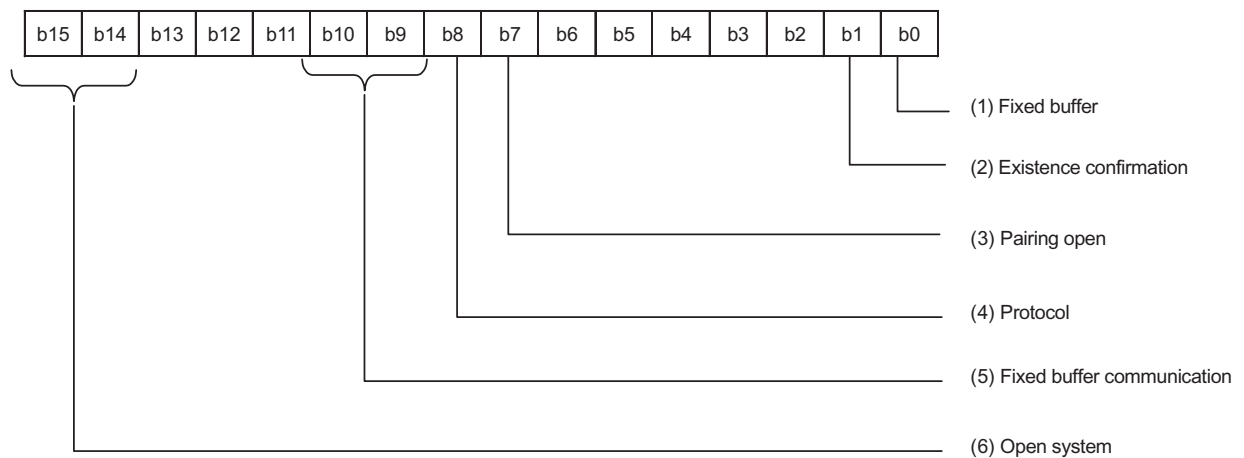 b15 b14 b13 b12 b11 b10 b9 b8 b7 b6 b5 b4 b3 b2 b1 b0
(1) Fixed buffer
(2) Existence confirmation
(3) Pairing open
(4) Protocol
(5) Fixed buffer communication
(6) Open system